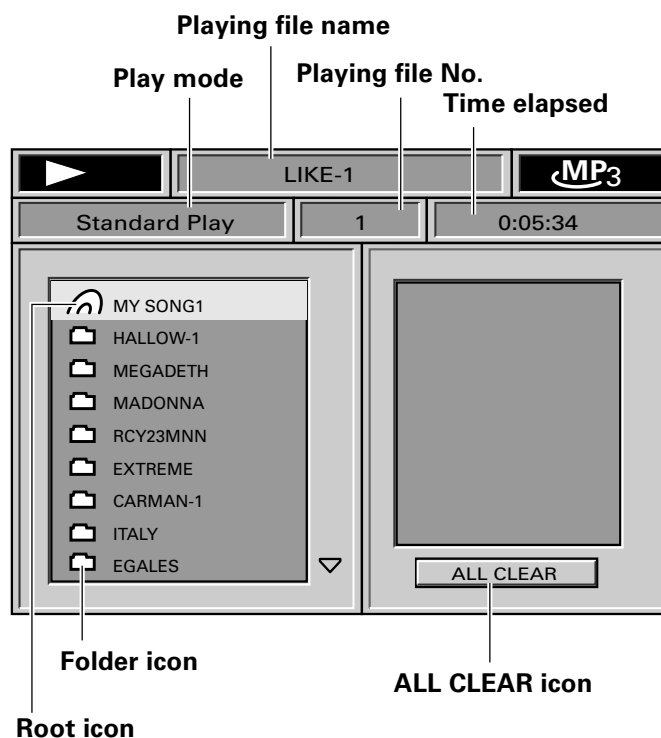 Playing file name
Play mode
Playing file No.
Time elapsed
LIKE-1
MP3
Standard Play
1
0:05:34
MY SONG1
HALLOW-1
MEGADETH
MADONNA
RCY23MNN
EXTREME
CARMAN-1
ITALY
EGALES
ALL CLEAR
Folder icon
ALL CLEAR icon
Root icon